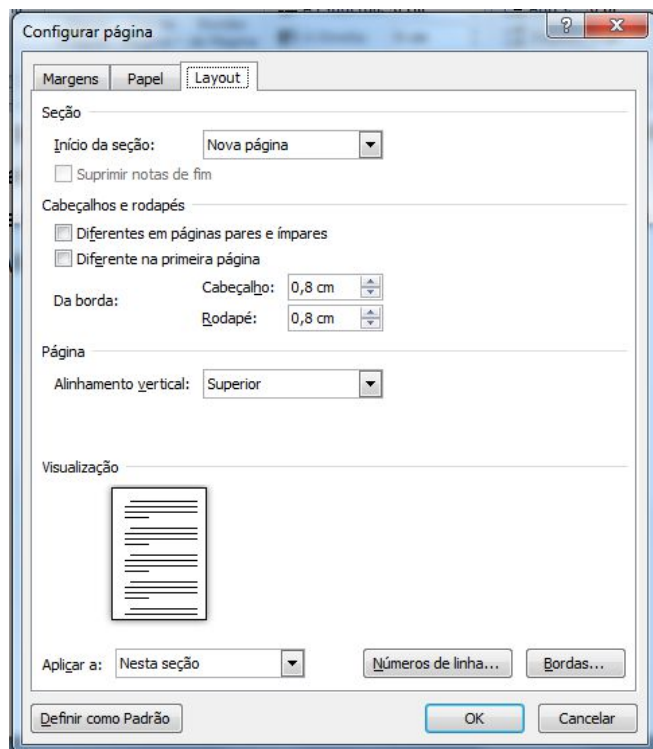 Configurar página
Margens Papel Layout
Seção
Início da seção: Nova página
Suprimir notas de fim
Cabeçalhos e rodapés
Diferentes em páginas pares e ímpares
Diferente na primeira página
Da borda:
Cabeçalho: 0,8 cm
Rodapé: 0,8 cm
Página
Alinhamento vertical: Superior
Visualização
Aplicar a: Nesta seção Números de linha... Bordas...
Definir como Padrão OK Cancelar